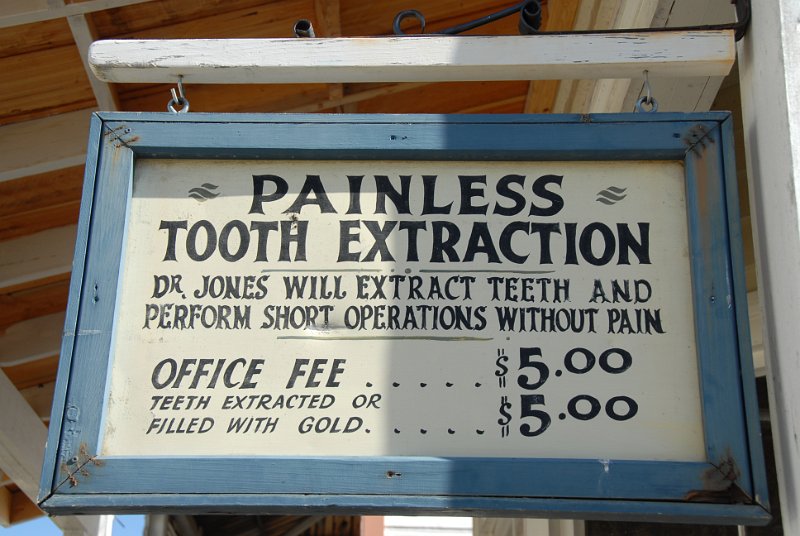 PAINLESS
TOOTH EXTRACTION
DR. JONES WILL EXTRACT TEETH AND
PERFORM SHORT OPERATIONS WITHOUT PAIN
OFFICE FEE . . . . . . $5.00
TEETH EXTRACTED OR
FILLED WITH GOLD. . . . . . $5.00